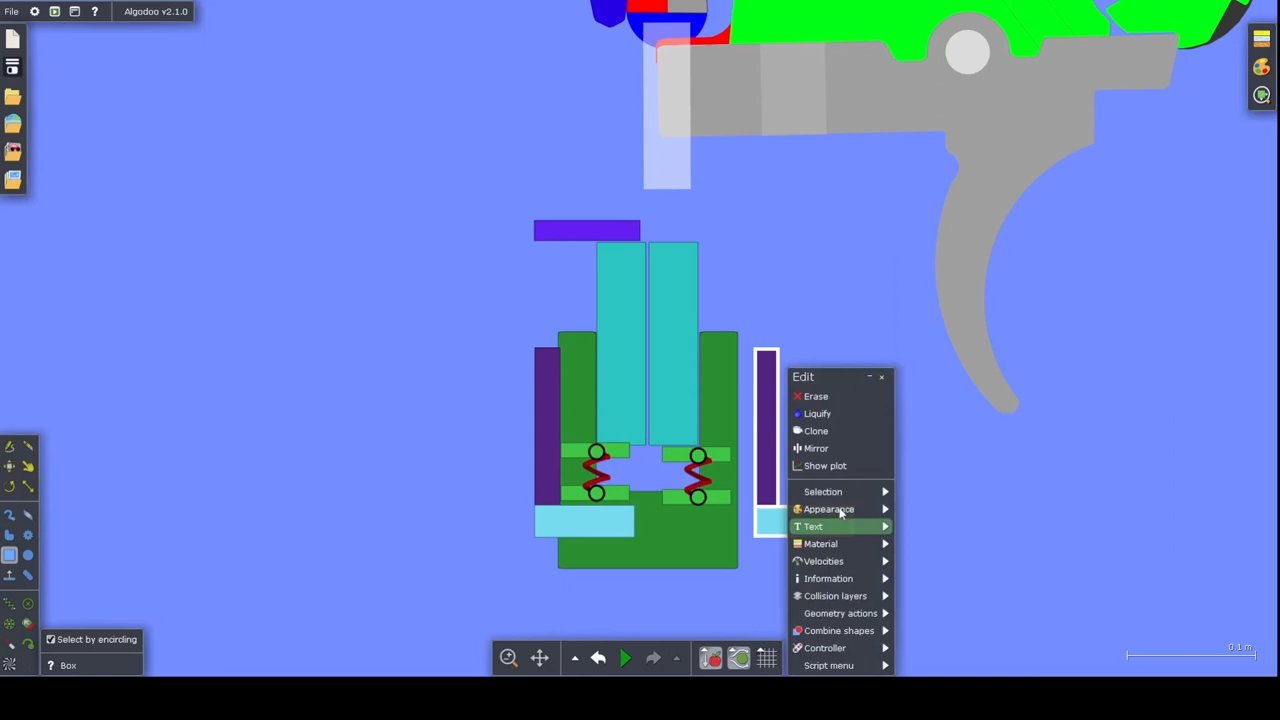 File
?
Algodoo v2.1.0
Edit
Erase
Liquify
Clone
Mirror
Show plot
Selection
Appearance
T Text
Material
Velocities
Information
Collision layers
Geometry actions
Combine shapes
Controller
Script menu
Select by encircling
? Box
0.1 m